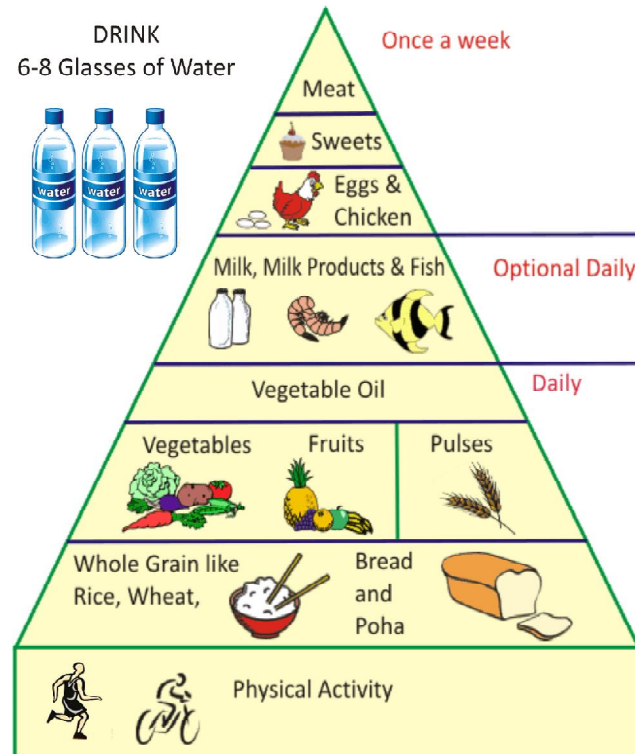 DRINK
6-8 Glasses of Water
water water water
Once a week
Meat
Sweets
Eggs &
Chicken
Milk, Milk Products & Fish
Optional Daily
Vegetable Oil
Daily
Vegetables Fruits Pulses
Whole Grain like
Rice, Wheat,
Bread
and
Poha
Physical Activity